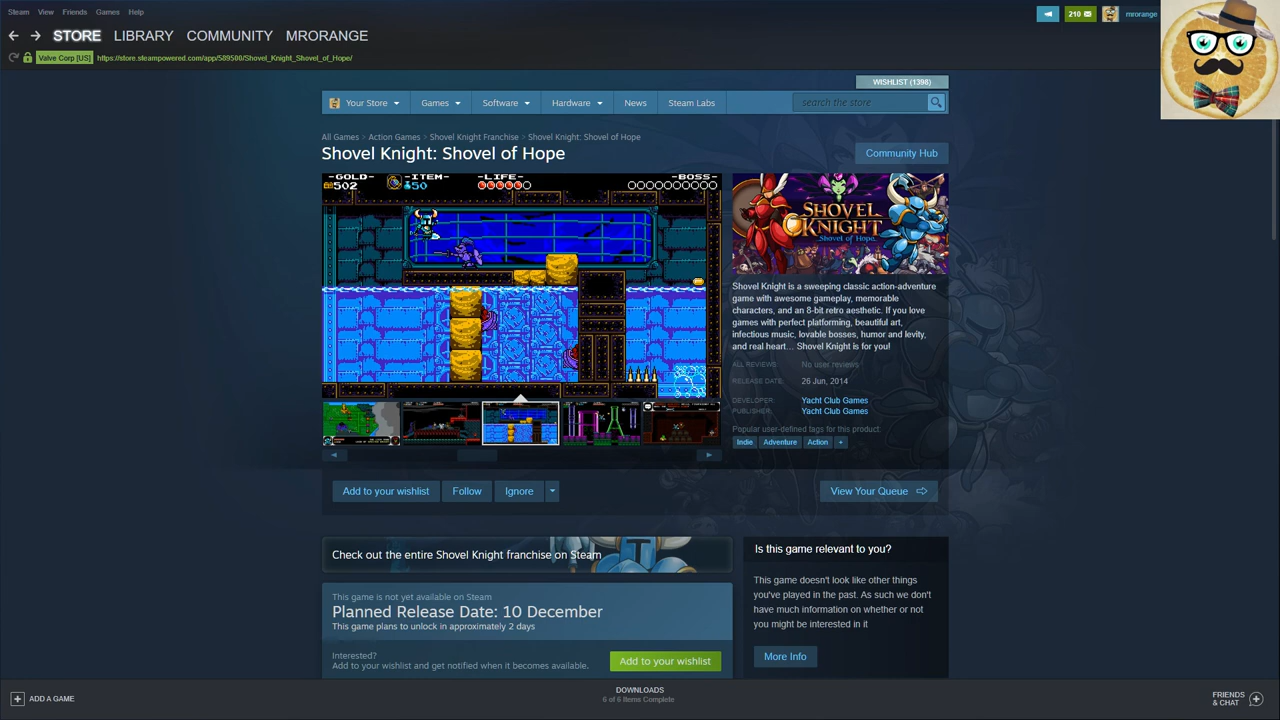 Steam View Friends Games Help
210 mrorange
STORE LIBRARY COMMUNITY MRORANGE
Valve Corp [US] https://store.steampowered.com/app/589500/Shovel_Knight_Shovel_of_Hope/
WISHLIST (1398)
Your Store Games Software Hardware News Steam Labs search the store
All Games > Action Games > Shovel Knight Franchise > Shovel Knight: Shovel of Hope
Shovel Knight: Shovel of Hope
Community Hub
-GOLD- -ITEM- -LIFE- -BOSS-
502 50
SHOVEL
KNIGHT
Shovel of Hope
Shovel Knight is a sweeping classic action-adventure
game with awesome gameplay, memorable
characters, and an 8-bit retro aesthetic. If you love
games with perfect platforming, beautiful art,
infectious music, lovable bosses, humor and levity,
and real heart... Shovel Knight is for you!
ALL REVIEWS: No user reviews
RELEASE DATE: 26 Jun, 2014
DEVELOPER: Yacht Club Games
PUBLISHER: Yacht Club Games
Popular user-defined tags for this product:
Indie Adventure Action +
Add to your wishlist Follow Ignore View Your Queue
Check out the entire Shovel Knight franchise on Steam
Is this game relevant to you?
This game doesn't look like other things
you've played in the past. As such we don't
have much information on whether or not
you might be interested in it
More Info
This game is not yet available on Steam
Planned Release Date: 10 December
This game plans to unlock in approximately 2 days
Interested?
Add to your wishlist and get notified when it becomes available.
Add to your wishlist
ADD A GAME
DOWNLOADS
6 of 6 Items Complete
FRIENDS
& CHAT